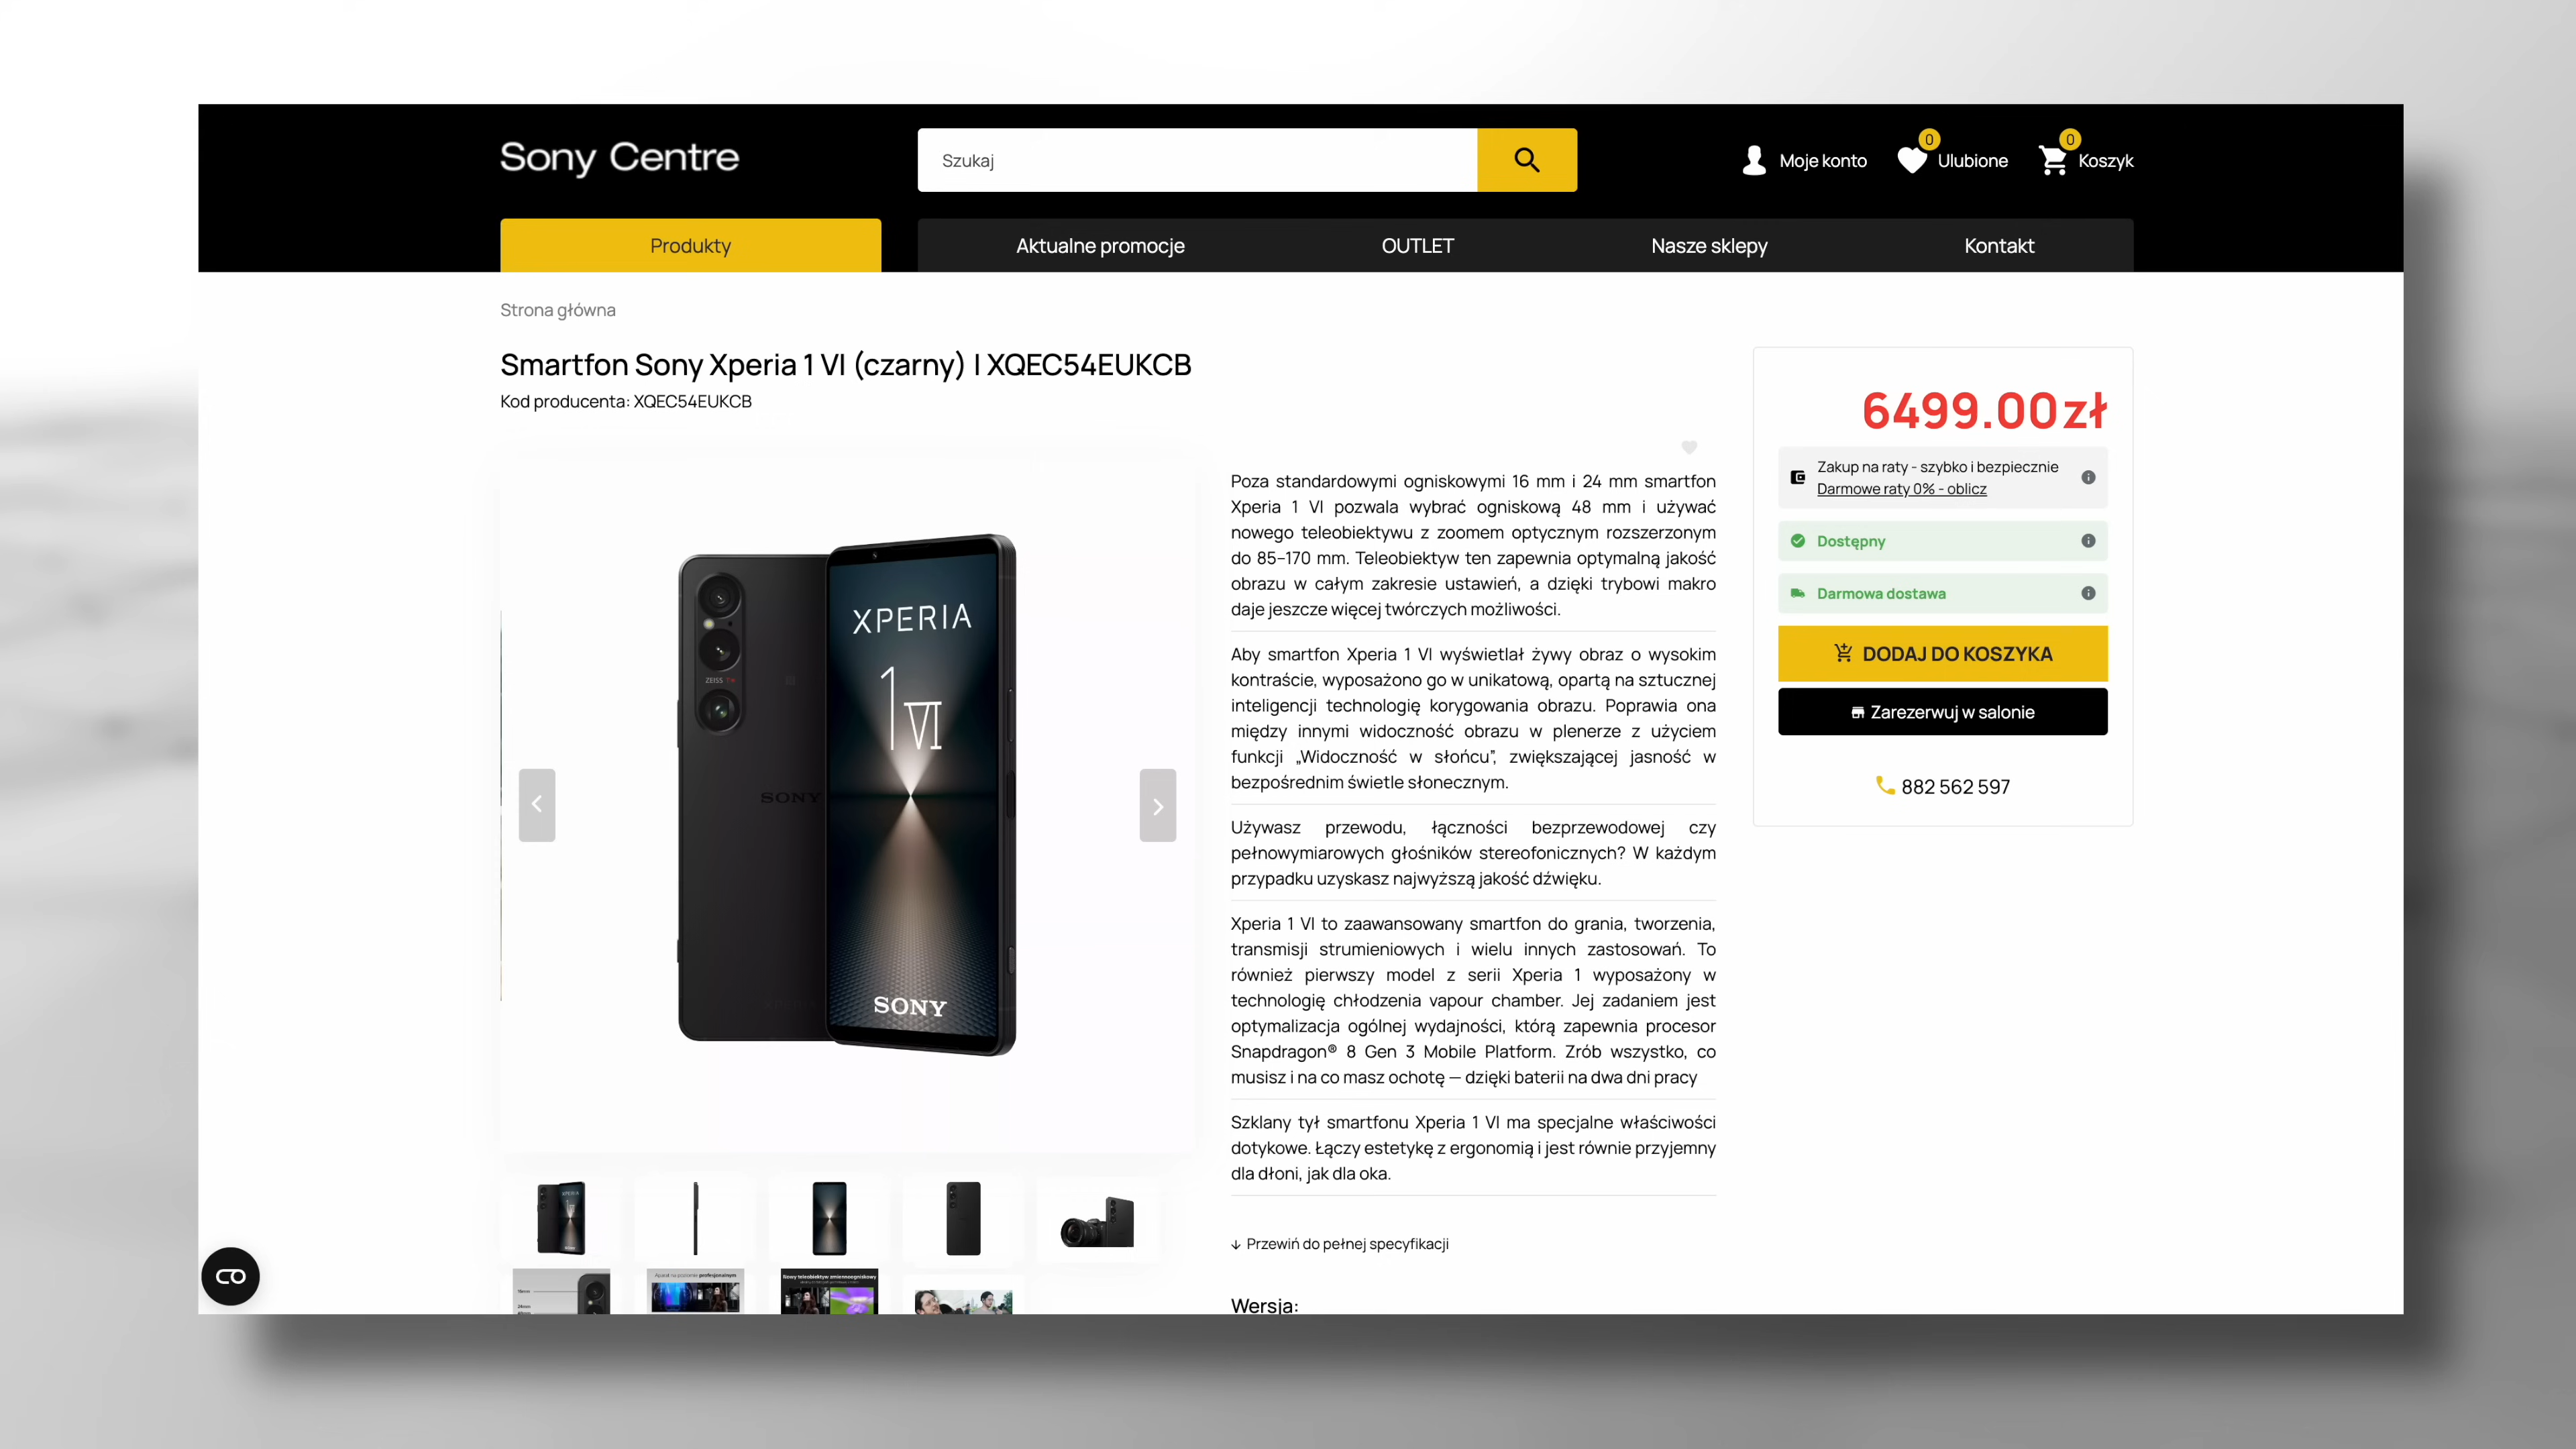 Sony Centre
Szukaj
Moje konto
0
Ulubione
0
Koszyk
Produkty
Aktualne promocje
OUTLET
Nasze sklepy
Kontakt
Strona główna
Smartfon Sony Xperia 1 VI (czarny) | XQEC54EUKCB
Kod producenta: XQEC54EUKCB
XPERIA
1 VI
ZEISS T*
SONY
SONY
Poza standardowymi ogniskowymi 16 mm i 24 mm smartfon
Xperia 1 VI pozwala wybrać ogniskową 48 mm i używać
nowego teleobiektywu z zoomem optycznym rozszerzonym
do 85–170 mm. Teleobiektyw ten zapewnia optymalną jakość
obrazu w całym zakresie ustawień, a dzięki trybowi makro
daje jeszcze więcej twórczych możliwości.
Aby smartfon Xperia 1 VI wyświetlał żywy obraz o wysokim
kontraście, wyposażono go w unikatową, opartą na sztucznej
inteligencji technologię korygowania obrazu. Poprawia ona
między innymi widoczność obrazu w plenerze z użyciem
funkcji „Widoczność w słońcu”, zwiększającej jasność w
bezpośrednim świetle słonecznym.
Używasz przewodu, łączności bezprzewodowej czy
pełnowymiarowych głośników stereofonicznych? W każdym
przypadku uzyskasz najwyższą jakość dźwięku.
Xperia 1 VI to zaawansowany smartfon do grania, tworzenia,
transmisji strumieniowych i wielu innych zastosowań. To
również pierwszy model z serii Xperia 1 wyposażony w
technologię chłodzenia vapour chamber. Jej zadaniem jest
optymalizacja ogólnej wydajności, którą zapewnia procesor
Snapdragon® 8 Gen 3 Mobile Platform. Zrób wszystko, co
musisz i na co masz ochotę — dzięki baterii na dwa dni pracy
Szklany tył smartfonu Xperia 1 VI ma specjalne właściwości
dotykowe. Łączy estetykę z ergonomią i jest równie przyjemny
dla dłoni, jak dla oka.
↓ Przewiń do pełnej specyfikacji
Wersja:
6499.00zł
Zakup na raty - szybko i bezpiecznie
Darmowe raty 0% - oblicz
Dostępny
Darmowa dostawa
DODAJ DO KOSZYKA
Zarezerwuj w salonie
882 562 597
Aparat na poziomie profesjonalnym
Nowy teleobiektyw zmiennoogniskowy